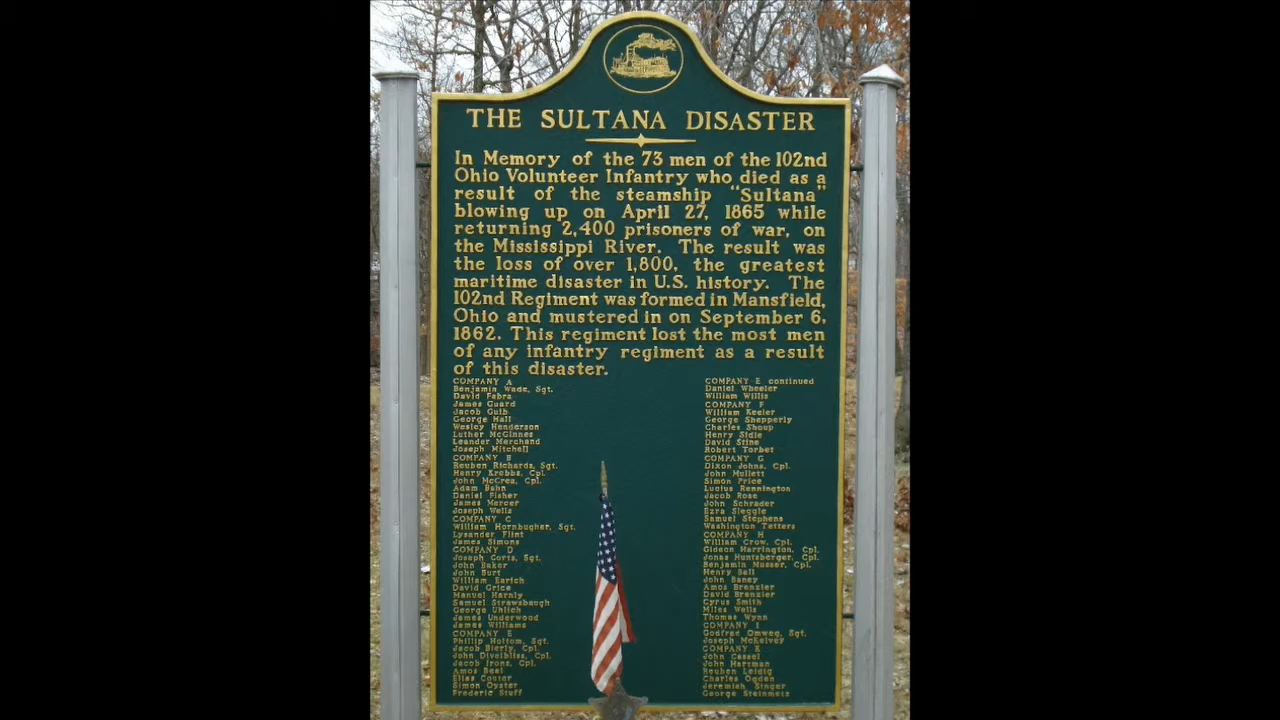 THE SULTANA DISASTER
In Memory of the 73 men of the 102nd
Ohio Volunteer Infantry who died as a
result of the steamship "Sultana"
blowing up on April 27, 1865 while
returning 2,400 prisoners of war, on
the Mississippi River. The result was
the loss of over 1,800, the greatest
maritime disaster in U.S. history. The
102nd Regiment was formed in Mansfield,
Ohio and mustered in on September 6,
1862. This regiment lost the most men
of any infantry regiment as a result
of this disaster.
COMPANY A
Benjamin Wade, Sgt.
David Fabra
James Guard
Jacob Guib
George Hall
Wesley Henderson
Luther McGinnes
Leander Merchand
Joseph Mitchell
COMPANY B
Reuben Richards, Sgt.
Henry Krebbs, Cpl.
John McCrea, Cpl.
Adam Bahn
Daniel Fisher
James Mercer
Joseph Wells
COMPANY C
William Hornbugher, Sgt.
Lysander Flint
James Simons
COMPANY D
Joseph Corts, Sgt.
John Baker
John Burt
William Earich
David Grice
Manuel Harnly
Samuel Strawsbaugh
George Uhlich
James Underwood
James Williams
COMPANY E
Phillip Hottom, Sgt.
Jacob Bierly, Cpl.
John Divelbliss, Cpl.
Jacob Irons, Cpl.
Amos Beal
Elias Couter
Simon Oyster
Frederic Stuff
COMPANY E continued
Daniel Wheeler
William Willis
COMPANY F
William Keeler
George Shepperly
Charles Shoup
Henry Sidle
David Stine
Robert Torbet
COMPANY G
Dixon Johns, Cpl.
John Mullett
Simon Price
Lucius Rennington
Jacob Rose
John Schrader
Ezra Sleggle
Samuel Stephens
Washington Tetters
COMPANY H
William Crow, Cpl.
Gideon Harrington, Cpl.
Jonas Huntsberger, Cpl.
Benjamin Musser, Cpl.
Henry Ball
John Baney
Amos Brenzler
David Brenzler
Cyrus Smith
Miles Wells
Thomas Wynn
COMPANY I
Godfred Omweg, Sgt.
Joseph McKelvey
COMPANY K
John Cassel
John Hartman
Reuben Leidig
Charles Ogden
Jeremiah Singer
George Steinmets